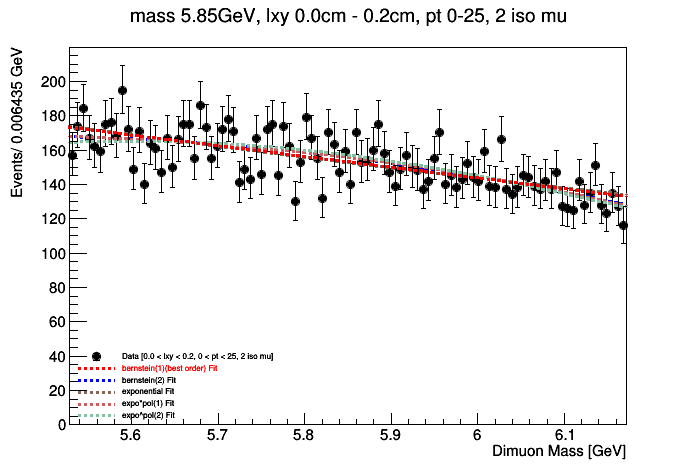 mass 5.85GeV, lxy 0.0cm - 0.2cm, pt 0-25, 2 iso mu
Events/ 0.006435 GeV
200
180
160
140
120
100
80
60
40
20
0
Data [0.0 < lxy < 0.2, 0 < pt < 25, 2 iso mu]
bernstein(1)(best order) Fit
bernstein(2) Fit
exponential Fit
expo*pol(1) Fit
expo*pol(2) Fit
5.6 5.7 5.8 5.9 6 6.1
Dimuon Mass [GeV]